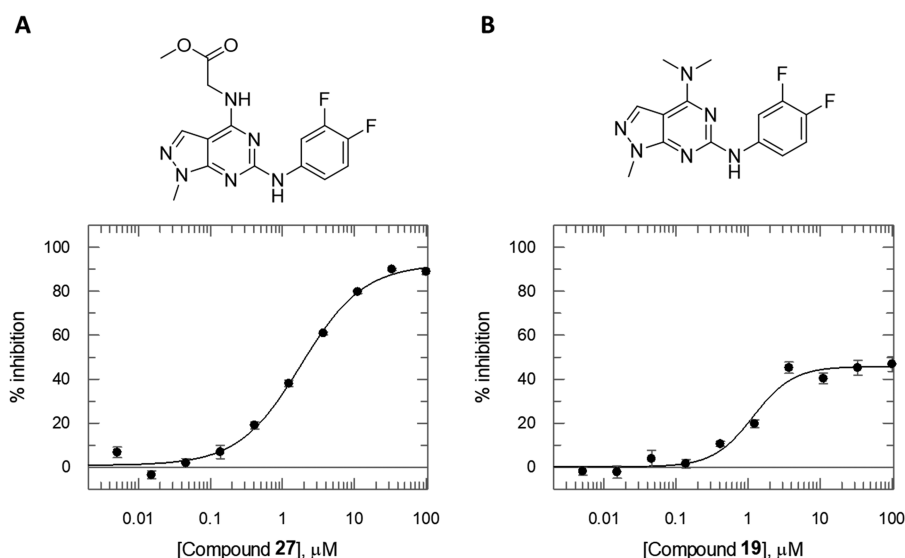 A
B
O
O
NH
F
F
N
N
N
N
N
H
N
F
F
N
N
N
N
N
H
100
80
60
40
20
0
% inhibition
0.01 0.1 1 10 100
[Compound 27], μM
100
80
60
40
20
0
% inhibition
0.01 0.1 1 10 100
[Compound 19], μM